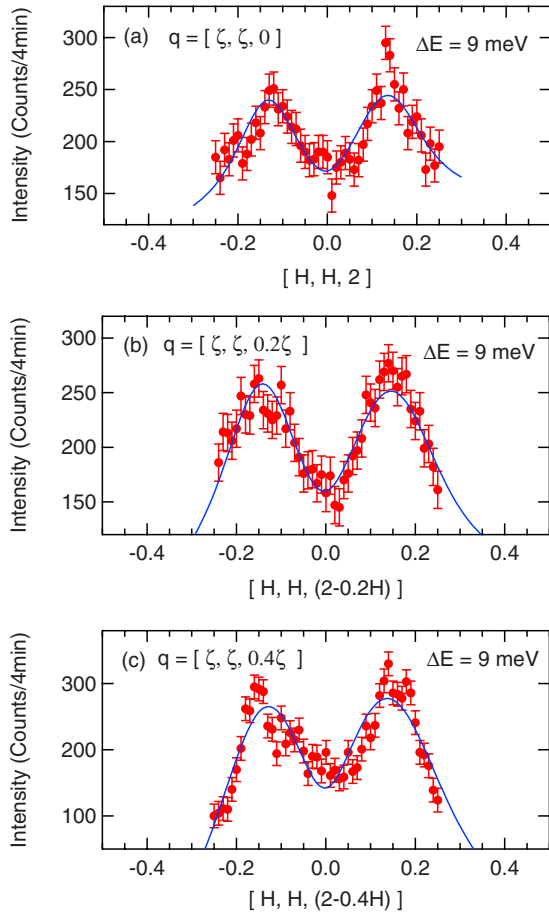 (a) q = [ ζ, ζ, 0 ] ΔE = 9 meV
Intensity (Counts/4min)
300
250
200
150
-0.4 -0.2 0.0 0.2 0.4
[ H, H, 2 ]
(b) q = [ ζ, ζ, 0.2ζ ] ΔE = 9 meV
Intensity (Counts/4min)
300
250
200
150
-0.4 -0.2 0.0 0.2 0.4
[ H, H, (2-0.2H) ]
(c) q = [ ζ, ζ, 0.4ζ ] ΔE = 9 meV
Intensity (Counts/4min)
300
200
100
-0.4 -0.2 0.0 0.2 0.4
[ H, H, (2-0.4H) ]